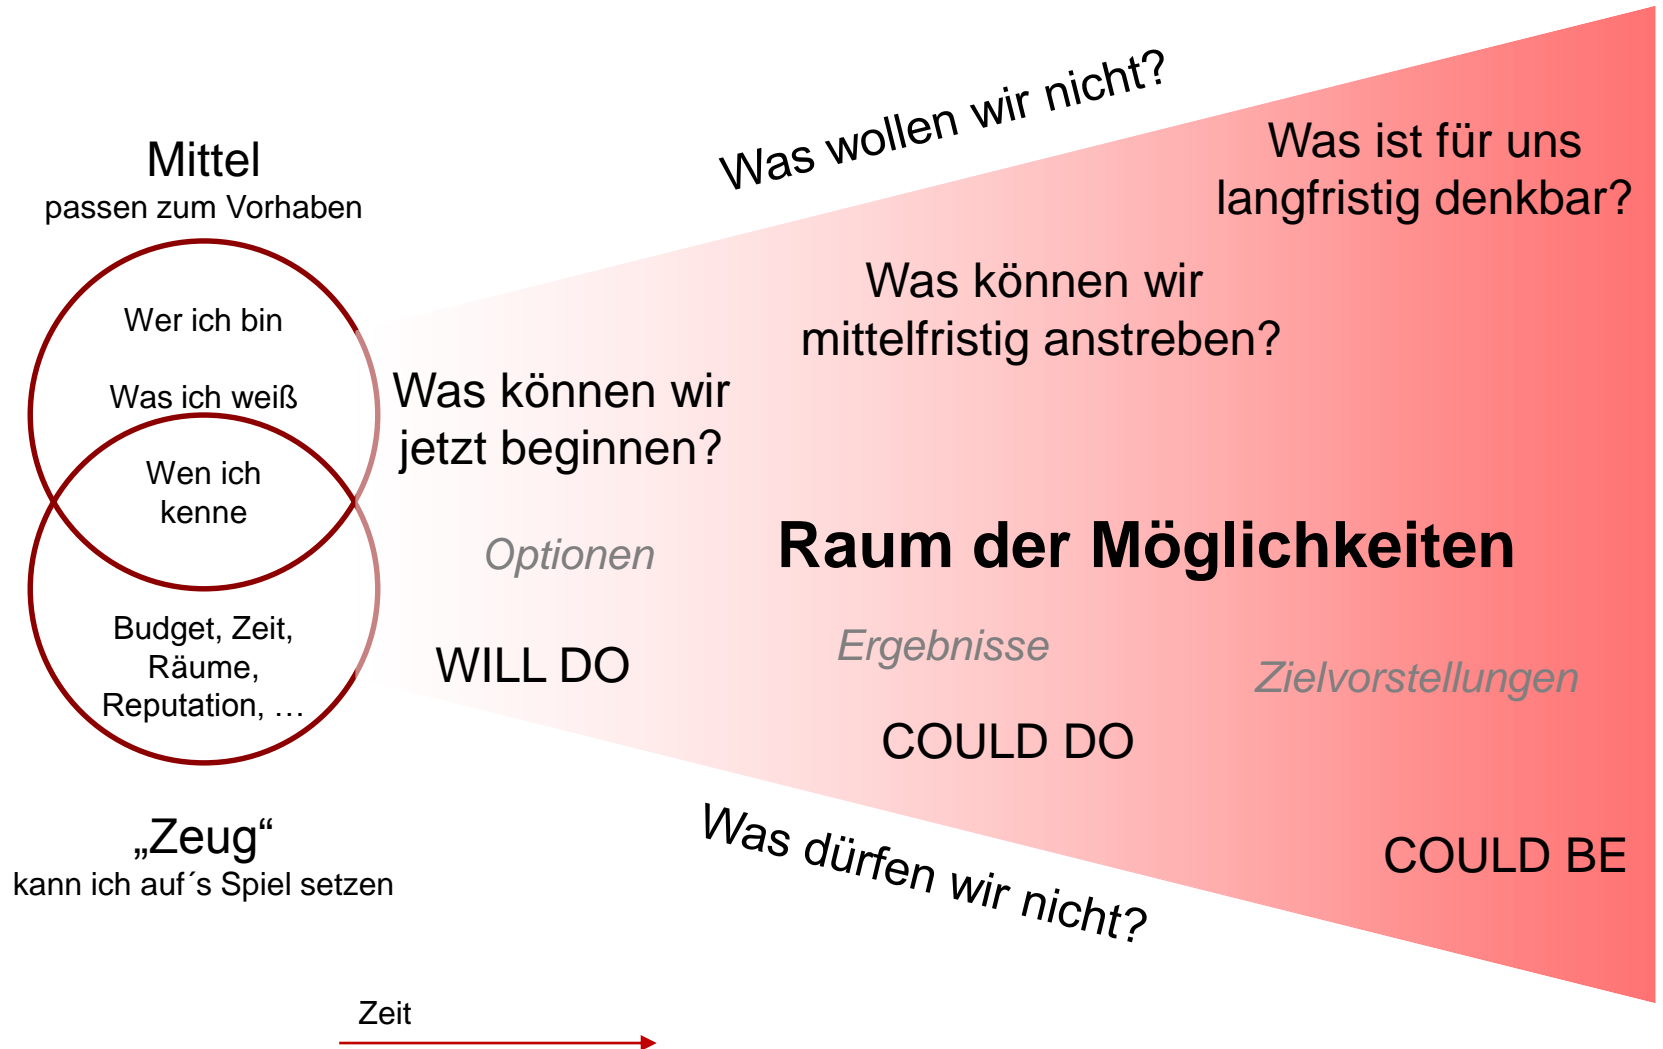 Mittel
passen zum Vorhaben
Wer ich bin
Was ich weiß
Wen ich
kenne
Budget, Zeit,
Räume,
Reputation, …
„Zeug“
kann ich auf´s Spiel setzen
Was wollen wir nicht?
Was ist für uns
langfristig denkbar?
Was können wir
mittelfristig anstreben?
Was können wir
jetzt beginnen?
Raum der Möglichkeiten
Optionen
Ergebnisse
Zielvorstellungen
WILL DO
COULD DO
COULD BE
Was dürfen wir nicht?
Zeit